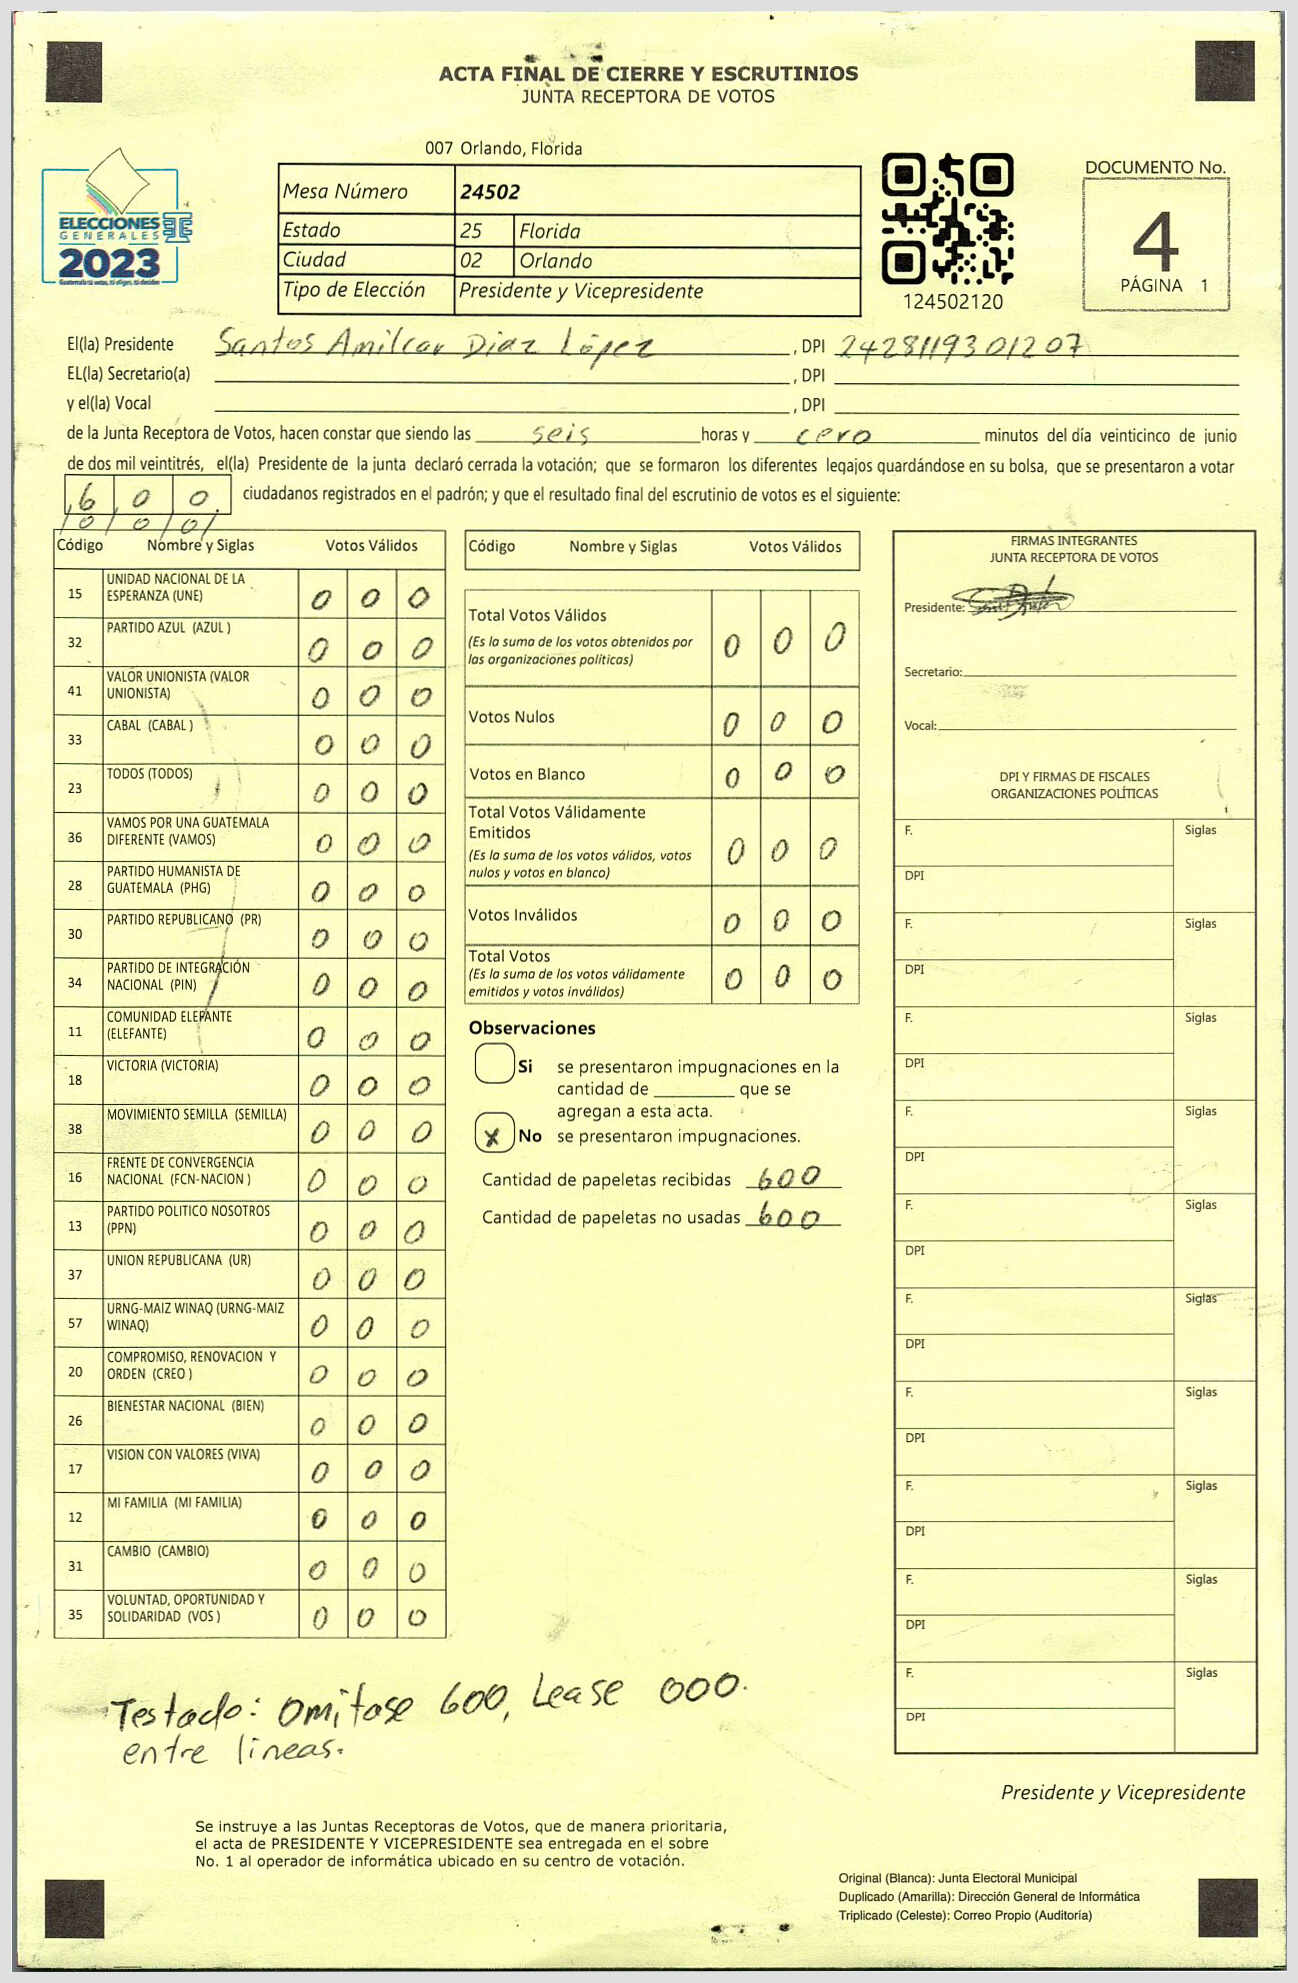 ACTA FINAL DE CIERRE Y ESCRUTINIOS
JUNTA RECEPTORA DE VOTOS
007 Orlando, Florida
ELECCIONES
GENERALES
2023
Mesa Número 24502
Estado 25 Florida
Ciudad 02 Orlando
Tipo de Elección Presidente y Vicepresidente
124502120
DOCUMENTO No.
4
PÁGINA 1
El(la) Presidente Santos Amilcar Diaz López , DPI 2428119301207
EL(la) Secretario(a) , DPI
y el(la) Vocal , DPI
de la Junta Receptora de Votos, hacen constar que siendo las seis horas y cero minutos del día veinticinco de junio
de dos mil veintitrés, el(la) Presidente de la junta declaró cerrada la votación; que se formaron los diferentes legajos guardándose en su bolsa, que se presentaron a votar
6 0 0 ciudadanos registrados en el padrón; y que el resultado final del escrutinio de votos es el siguiente:
/0/0/0/
Código Nombre y Siglas Votos Válidos
15 UNIDAD NACIONAL DE LA ESPERANZA (UNE) 0 0 0
32 PARTIDO AZUL (AZUL ) 0 0 0
41 VALOR UNIONISTA (VALOR UNIONISTA) 0 0 0
33 CABAL (CABAL ) 0 0 0
23 TODOS (TODOS) 0 0 0
36 VAMOS POR UNA GUATEMALA DIFERENTE (VAMOS) 0 0 0
28 PARTIDO HUMANISTA DE GUATEMALA (PHG) 0 0 0
30 PARTIDO REPUBLICANO (PR) 0 0 0
34 PARTIDO DE INTEGRACIÓN NACIONAL (PIN) 0 0 0
11 COMUNIDAD ELEFANTE (ELEFANTE) 0 0 0
18 VICTORIA (VICTORIA) 0 0 0
38 MOVIMIENTO SEMILLA (SEMILLA) 0 0 0
16 FRENTE DE CONVERGENCIA NACIONAL (FCN-NACION ) 0 0 0
13 PARTIDO POLITICO NOSOTROS (PPN) 0 0 0
37 UNION REPUBLICANA (UR) 0 0 0
57 URNG-MAIZ WINAQ (URNG-MAIZ WINAQ) 0 0 0
20 COMPROMISO, RENOVACION Y ORDEN (CREO ) 0 0 0
26 BIENESTAR NACIONAL (BIEN) 0 0 0
17 VISION CON VALORES (VIVA) 0 0 0
12 MI FAMILIA (MI FAMILIA) 0 0 0
31 CAMBIO (CAMBIO) 0 0 0
35 VOLUNTAD, OPORTUNIDAD Y SOLIDARIDAD (VOS ) 0 0 0
Código Nombre y Siglas Votos Válidos
Total Votos Válidos 0 0 0
(Es la suma de los votos obtenidos por
las organizaciones políticas)
Votos Nulos 0 0 0
Votos en Blanco 0 0 0
Total Votos Válidamente
Emitidos 0 0 0
(Es la suma de los votos válidos, votos
nulos y votos en blanco)
Votos Inválidos 0 0 0
Total Votos 0 0 0
(Es la suma de los votos válidamente
emitidos y votos inválidos)
Observaciones
Si se presentaron impugnaciones en la
cantidad de que se
agregan a esta acta.
x No se presentaron impugnaciones.
Cantidad de papeletas recibidas 600
Cantidad de papeletas no usadas 600
FIRMAS INTEGRANTES
JUNTA RECEPTORA DE VOTOS
Presidente:
Secretario:
Vocal:
DPI Y FIRMAS DE FISCALES
ORGANIZACIONES POLÍTICAS
F. Siglas
DPI
F. Siglas
DPI
F. Siglas
DPI
F. Siglas
DPI
F. Siglas
DPI
F. Siglas
DPI
F. Siglas
DPI
F. Siglas
DPI
F. Siglas
DPI
F. Siglas
DPI
Testado: Omitase 600, Lease 000.
entre lineas.
Presidente y Vicepresidente
Se instruye a las Juntas Receptoras de Votos, que de manera prioritaria,
el acta de PRESIDENTE Y VICEPRESIDENTE sea entregada en el sobre
No. 1 al operador de informática ubicado en su centro de votación.
Original (Blanca): Junta Electoral Municipal
Duplicado (Amarilla): Dirección General de Informática
Triplicado (Celeste): Correo Propio (Auditoría)